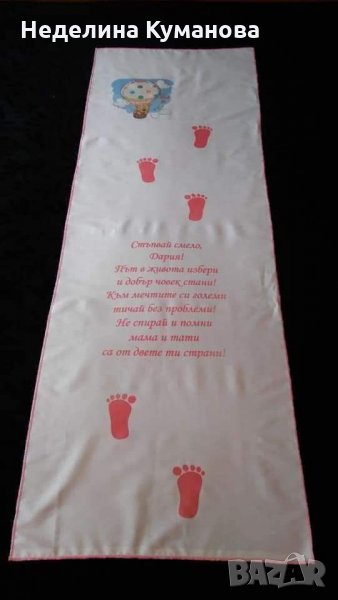 Неделина Куманова
Стъпвай смело,
Дария!
Път в живота избери
и добър човек стани!
Към мечтите си големи
тичай без проблеми!
Не спирай и помни
мама и тати
са от двете ти страни!
BAZAR